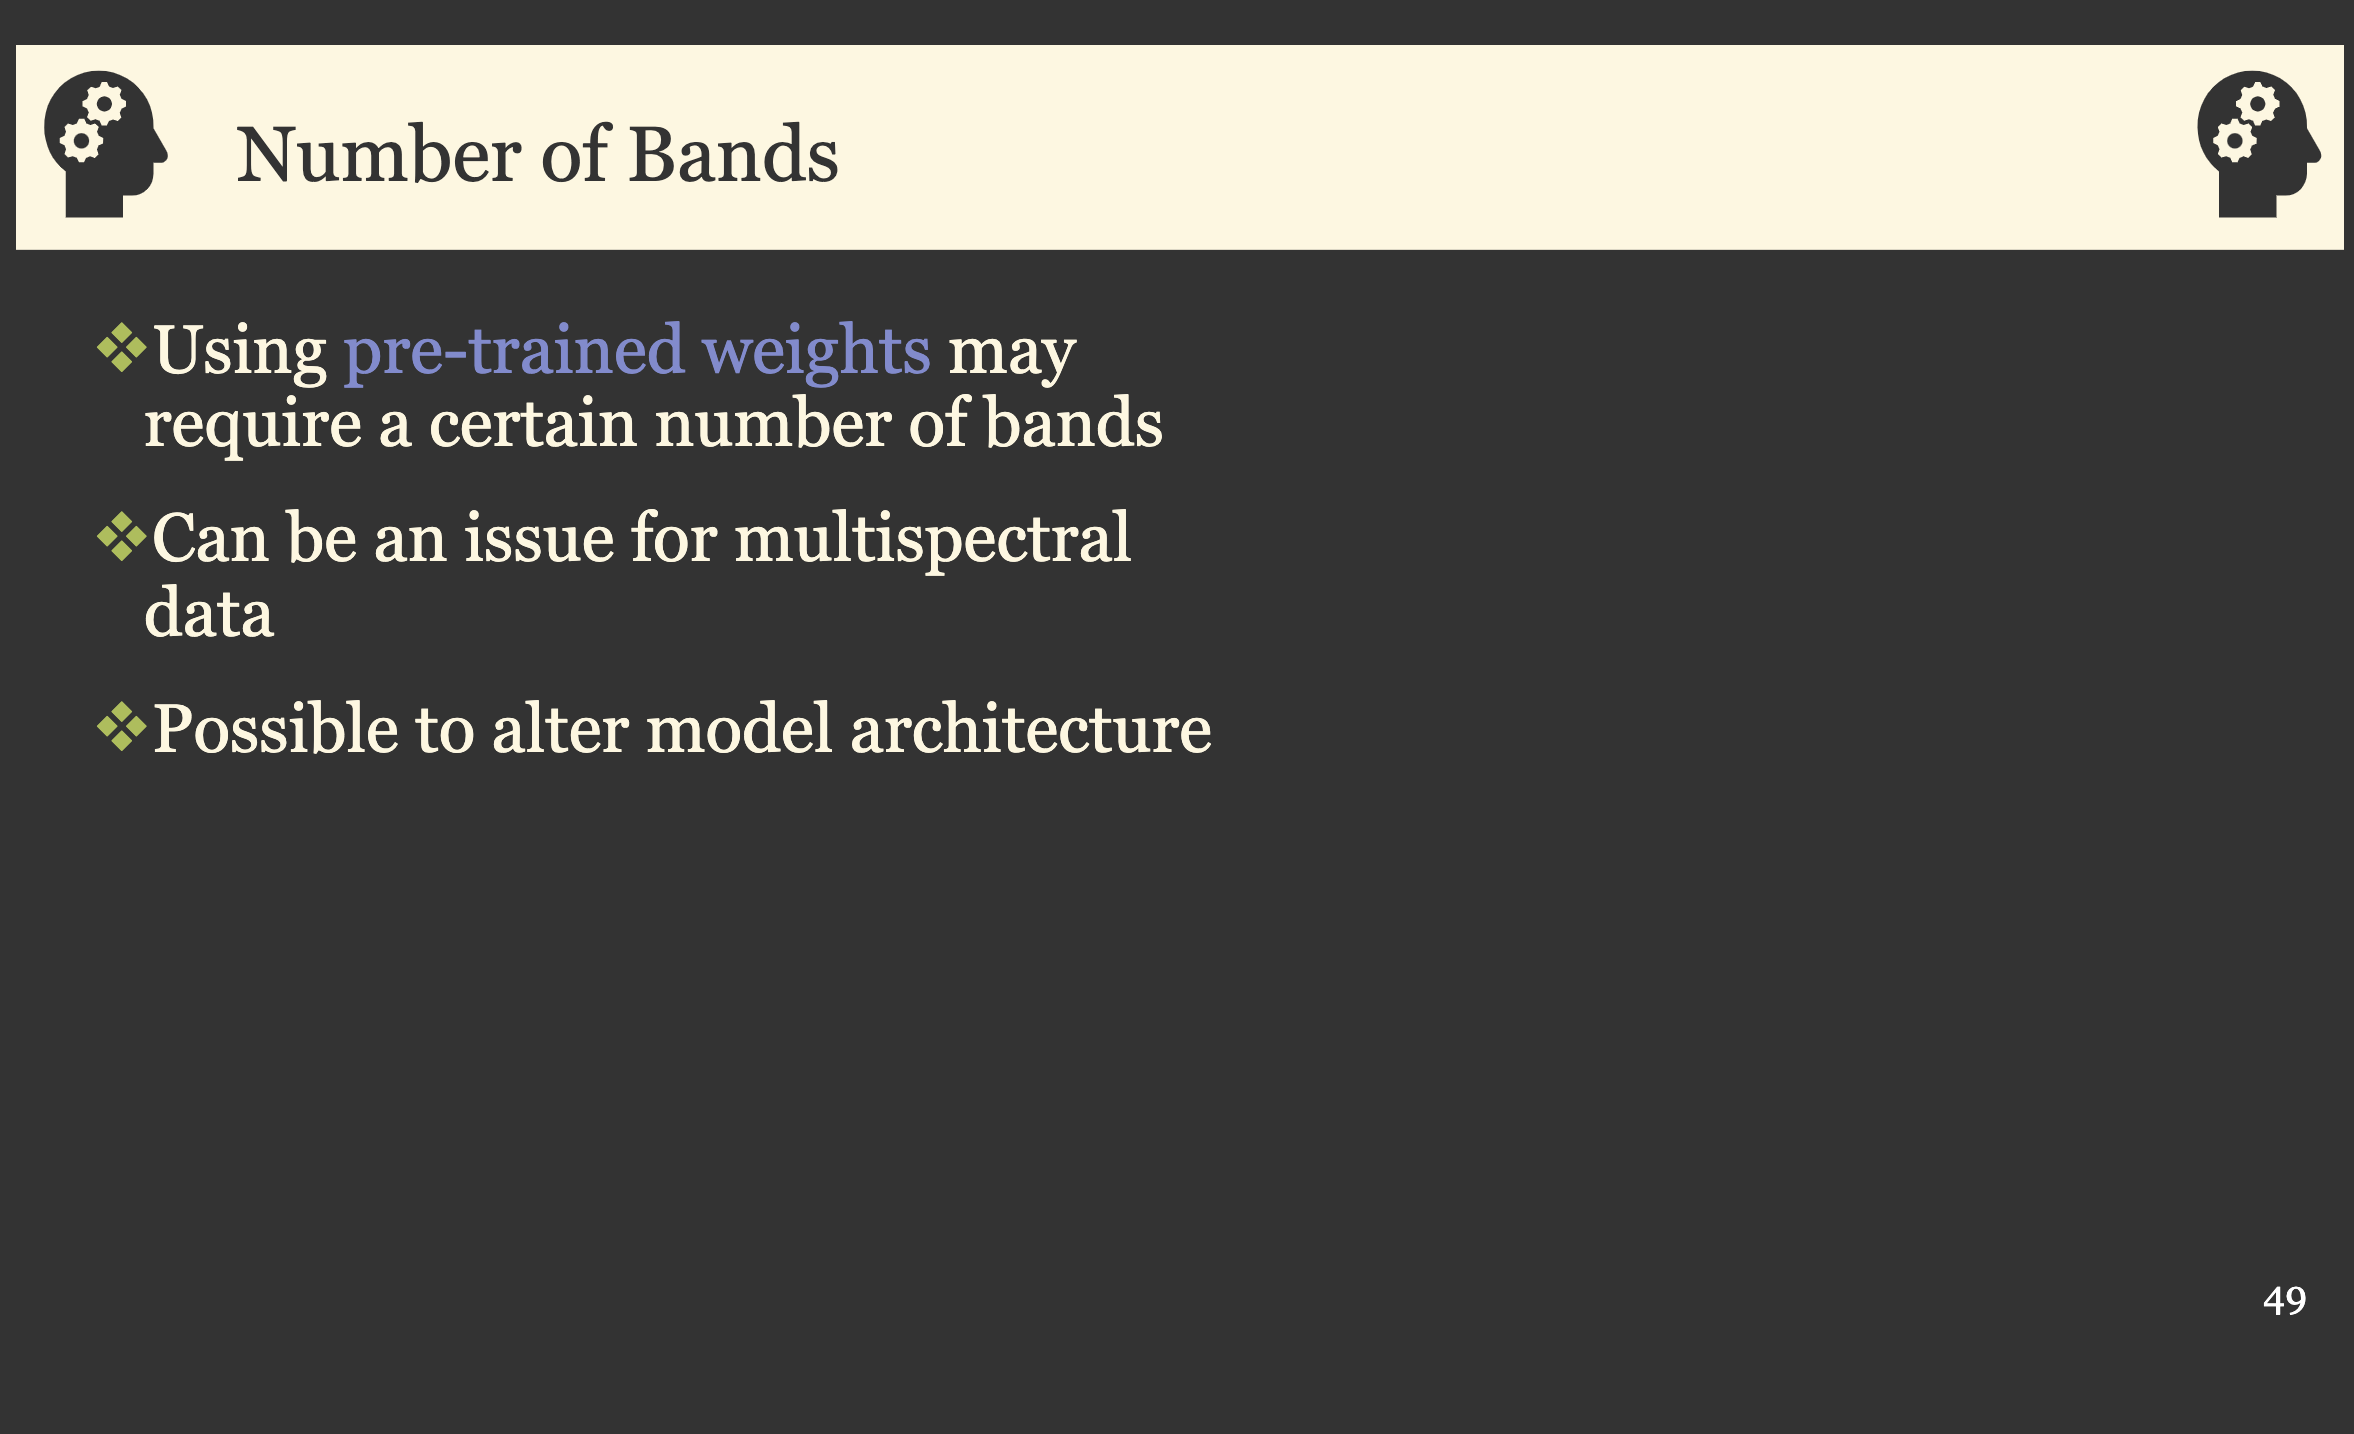 Number of Bands
❖Using pre-trained weights may
require a certain number of bands
❖Can be an issue for multispectral
data
❖Possible to alter model architecture
49